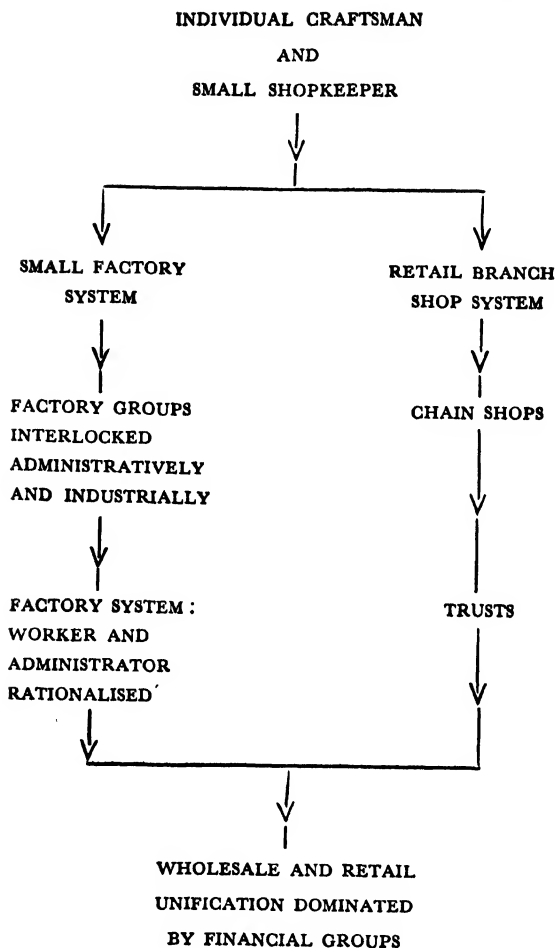 INDIVIDUAL CRAFTSMAN
AND
SMALL SHOPKEEPER
SMALL FACTORY
SYSTEM
RETAIL BRANCH
SHOP SYSTEM
FACTORY GROUPS
INTERLOCKED
ADMINISTRATIVELY
AND INDUSTRIALLY
CHAIN SHOPS
FACTORY SYSTEM:
WORKER AND
ADMINISTRATOR
RATIONALISED
TRUSTS
WHOLESALE AND RETAIL
UNIFICATION DOMINATED
BY FINANCIAL GROUPS